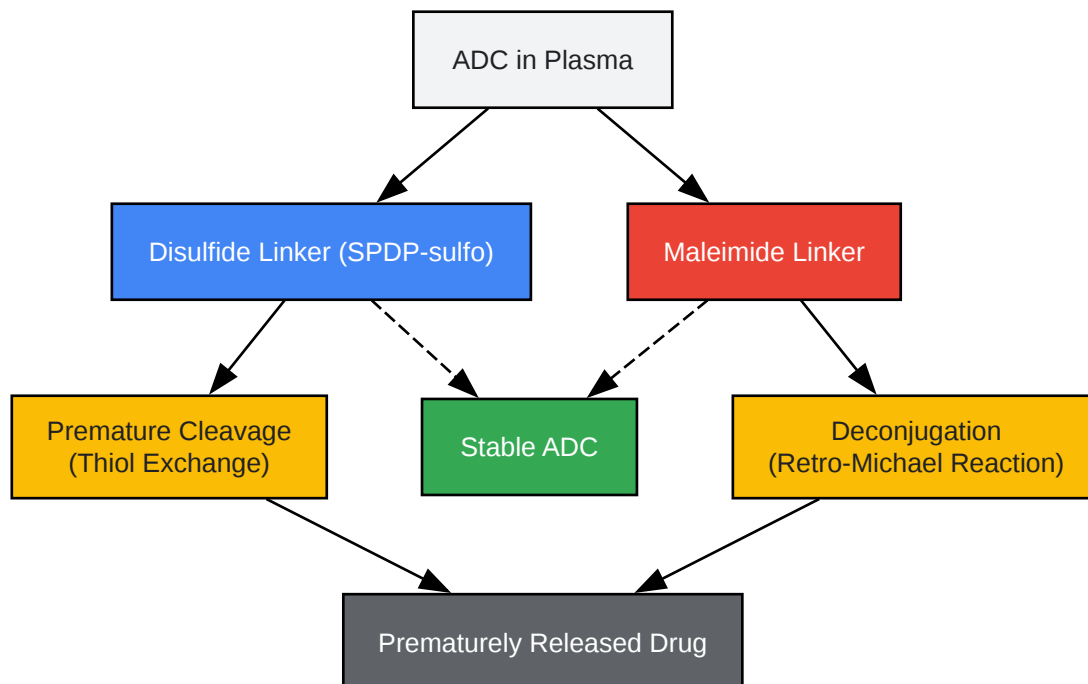 ADC in Plasma
Disulfide Linker (SPDP-sulfo)
Maleimide Linker
Premature Cleavage
(Thiol Exchange)
Stable ADC
Deconjugation
(Retro-Michael Reaction)
Prematurely Released Drug